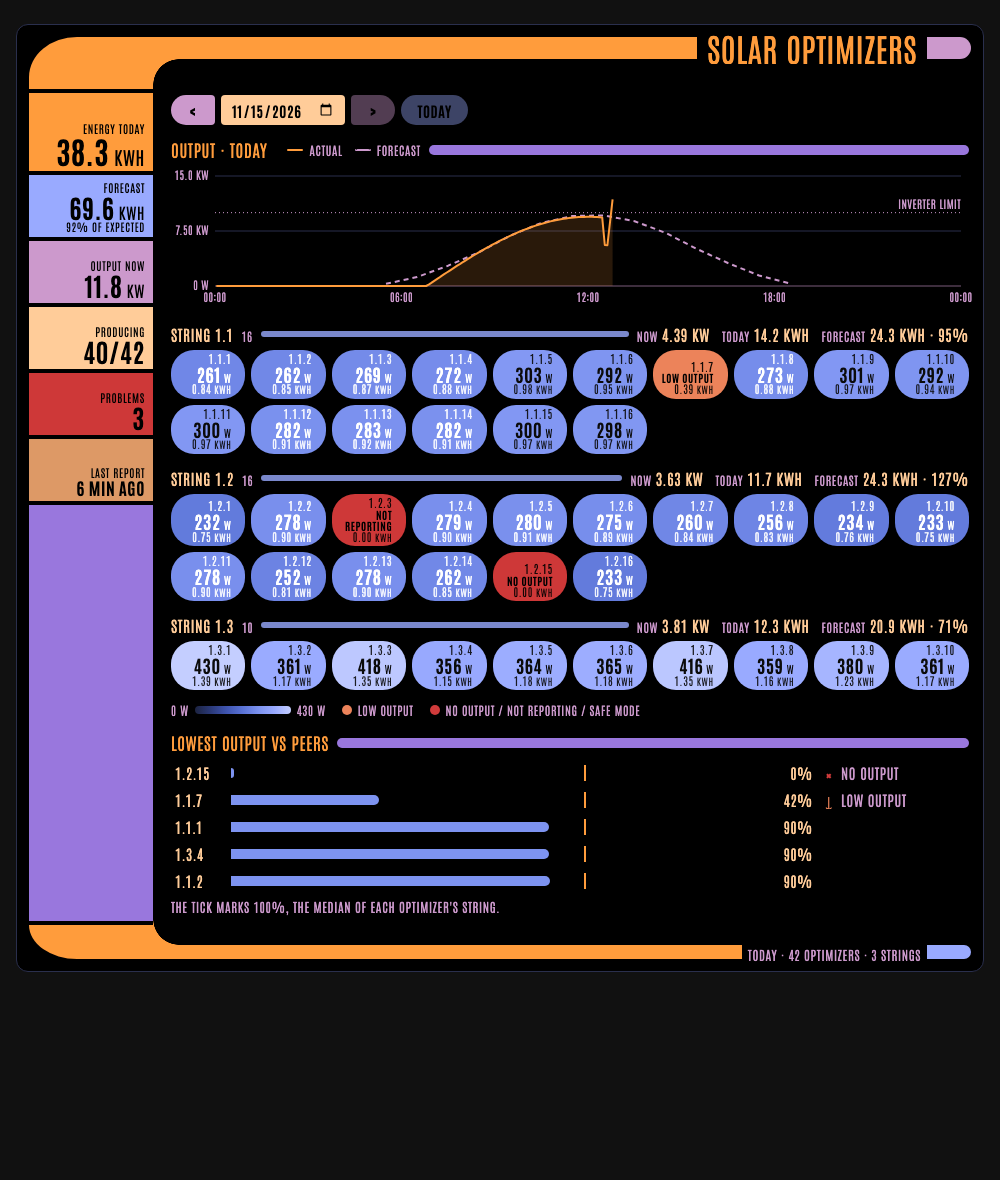 SOLAR OPTIMIZERS
ENERGY TODAY
38.3 KWH
FORECAST
69.6 KWH
92% OF EXPECTED
OUTPUT NOW
11.8 KW
PRODUCING
40/42
PROBLEMS
3
LAST REPORT
6 MIN AGO
< 11/15/2026 > TODAY
OUTPUT · TODAY ACTUAL FORECAST
15.0 KW
INVERTER LIMIT
7.50 KW
0 W
00:00 06:00 12:00 18:00 00:00
STRING 1.1 16 NOW 4.39 KW TODAY 14.2 KWH FORECAST 24.3 KWH · 95%
1.1.1 1.1.2 1.1.3 1.1.4 1.1.5 1.1.6 1.1.7 1.1.8 1.1.9 1.1.10
261 W 262 W 269 W 272 W 303 W 292 W LOW OUTPUT 273 W 301 W 292 W
0.84 KWH 0.85 KWH 0.87 KWH 0.88 KWH 0.98 KWH 0.95 KWH 0.39 KWH 0.88 KWH 0.97 KWH 0.94 KWH
1.1.11 1.1.12 1.1.13 1.1.14 1.1.15 1.1.16
300 W 282 W 283 W 282 W 300 W 298 W
0.97 KWH 0.91 KWH 0.92 KWH 0.91 KWH 0.97 KWH 0.97 KWH
STRING 1.2 16 NOW 3.63 KW TODAY 11.7 KWH FORECAST 24.3 KWH · 127%
1.2.1 1.2.2 1.2.3 1.2.4 1.2.5 1.2.6 1.2.7 1.2.8 1.2.9 1.2.10
232 W 278 W NOT REPORTING 279 W 280 W 275 W 260 W 256 W 234 W 233 W
0.75 KWH 0.90 KWH 0.00 KWH 0.90 KWH 0.91 KWH 0.89 KWH 0.84 KWH 0.83 KWH 0.76 KWH 0.75 KWH
1.2.11 1.2.12 1.2.13 1.2.14 1.2.15 1.2.16
278 W 252 W 278 W 262 W NO OUTPUT 233 W
0.90 KWH 0.81 KWH 0.90 KWH 0.85 KWH 0.00 KWH 0.75 KWH
STRING 1.3 10 NOW 3.81 KW TODAY 12.3 KWH FORECAST 20.9 KWH · 71%
1.3.1 1.3.2 1.3.3 1.3.4 1.3.5 1.3.6 1.3.7 1.3.8 1.3.9 1.3.10
430 W 361 W 418 W 356 W 364 W 365 W 416 W 359 W 380 W 361 W
1.39 KWH 1.17 KWH 1.35 KWH 1.15 KWH 1.18 KWH 1.18 KWH 1.35 KWH 1.16 KWH 1.23 KWH 1.17 KWH
0 W 430 W LOW OUTPUT NO OUTPUT / NOT REPORTING / SAFE MODE
LOWEST OUTPUT VS PEERS
1.2.15 0% NO OUTPUT
1.1.7 42% LOW OUTPUT
1.1.1 90%
1.3.4 90%
1.1.2 90%
THE TICK MARKS 100%, THE MEDIAN OF EACH OPTIMIZER'S STRING.
TODAY · 42 OPTIMIZERS · 3 STRINGS